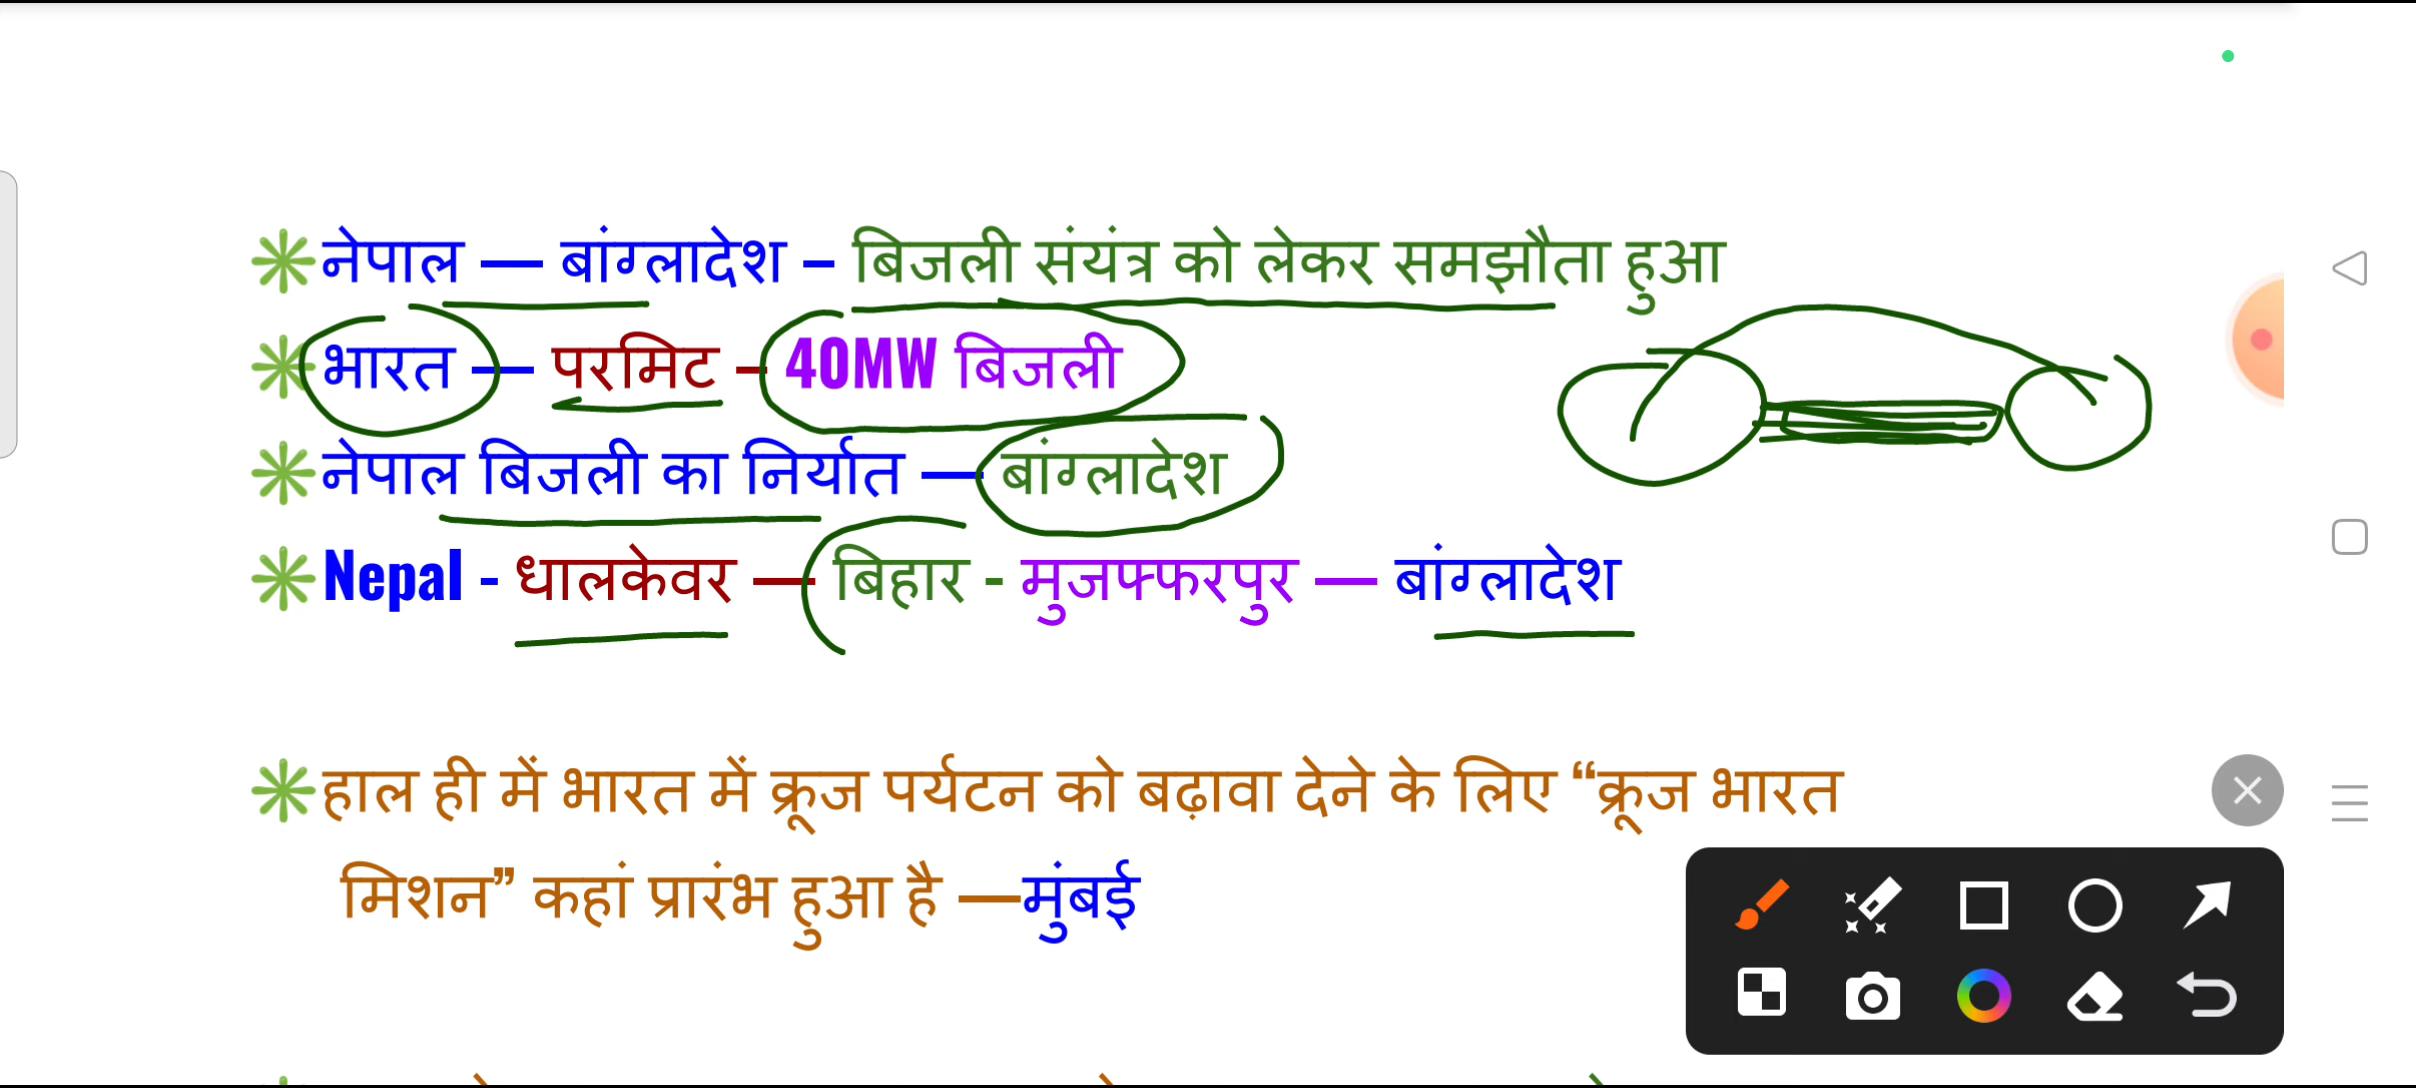 ✳नेपाल — बांग्लादेश – बिजली संयंत्र को लेकर समझौता हुआ
✳भारत — परमिट - 40MW बिजली
✳नेपाल बिजली का निर्यात — बांग्लादेश
✳Nepal - धालकेवर — बिहार - मुजफ्फरपुर — बांग्लादेश
✳हाल ही में भारत में क्रूज पर्यटन को बढ़ावा देने के लिए “क्रूज भारत
मिशन” कहां प्रारंभ हुआ है —मुंबई